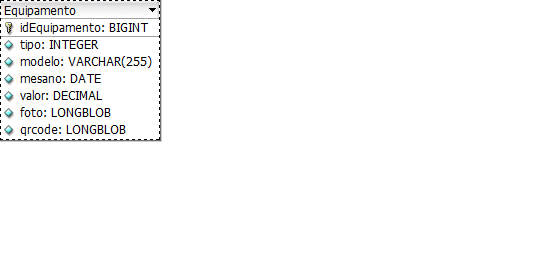 Equipamento
idEquipamento: BIGINT
tipo: INTEGER
modelo: VARCHAR(255)
mesano: DATE
valor: DECIMAL
foto: LONGBLOB
qrcode: LONGBLOB